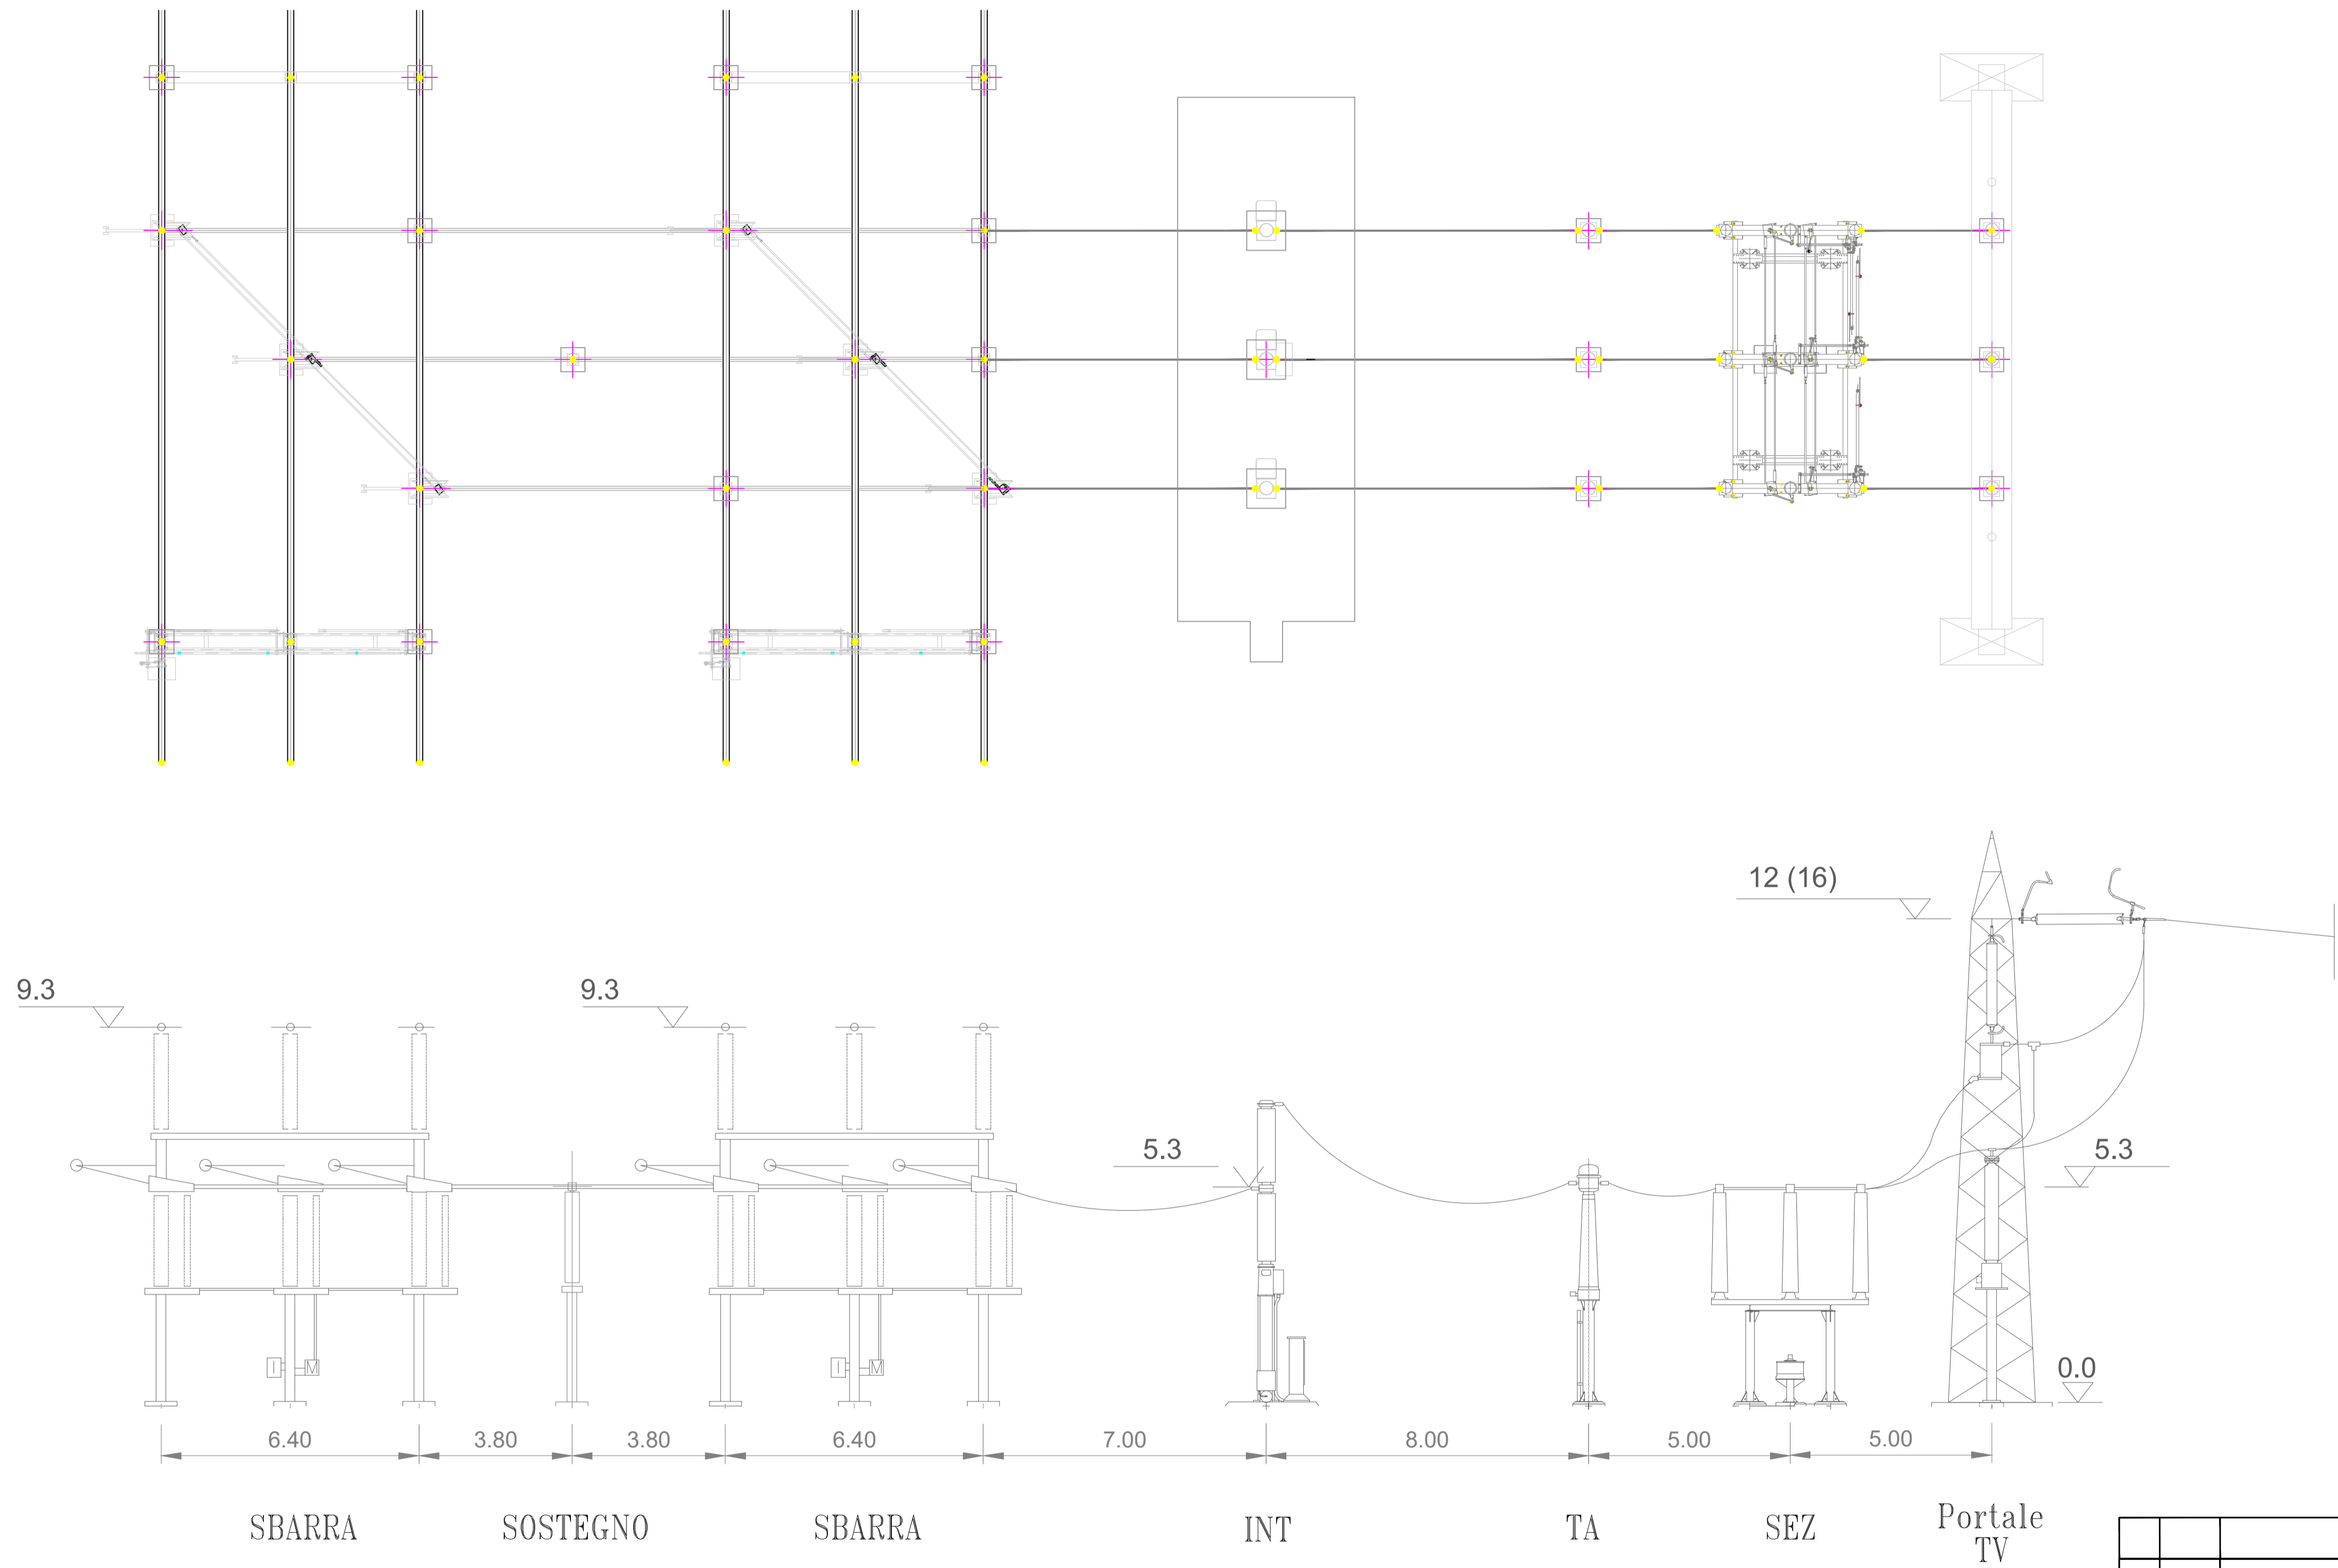 12 (16)
9.3
9.3
5.3
5.3
0.0
6.40
3.80
3.80
6.40
7.00
8.00
5.00
5.00
SBARRA
SOSTEGNO
SBARRA
INT
TA
SEZ
Portale
TV